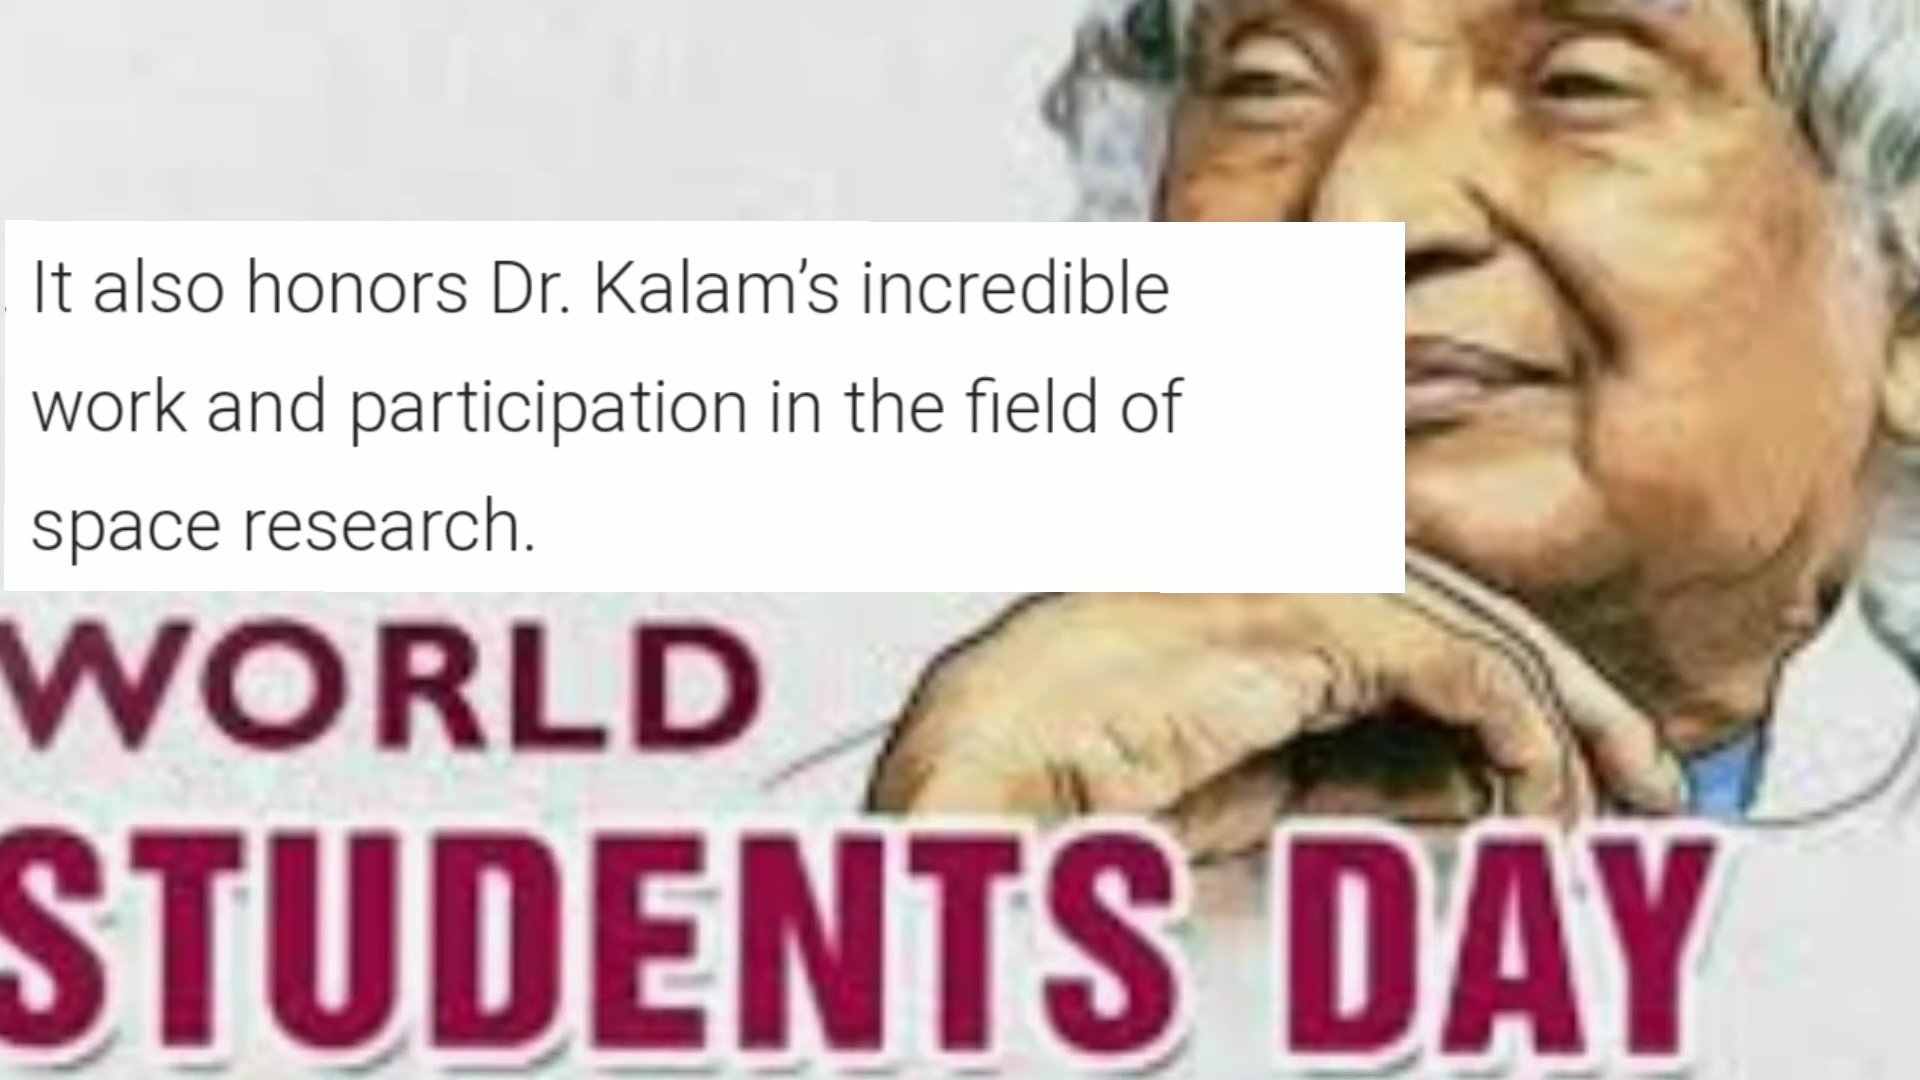 . It also honors Dr. Kalam’s incredible
work and participation in the field of
space research.
WORLD
STUDENTS DAY